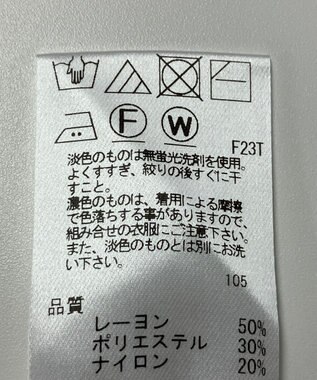 F W
F23T
淡色のものは無蛍光洗剤を使用。
よくすすぎ、絞りの後すぐに干
すこと。
濃色のものは、着用による摩擦
で色落ちする事がありますので、
組み合せの衣服にご注意下さい。
また、淡色のものとは別にお洗
い下さい。
105
品質
レーヨン 50%
ポリエステル 30%
ナイロン 20%